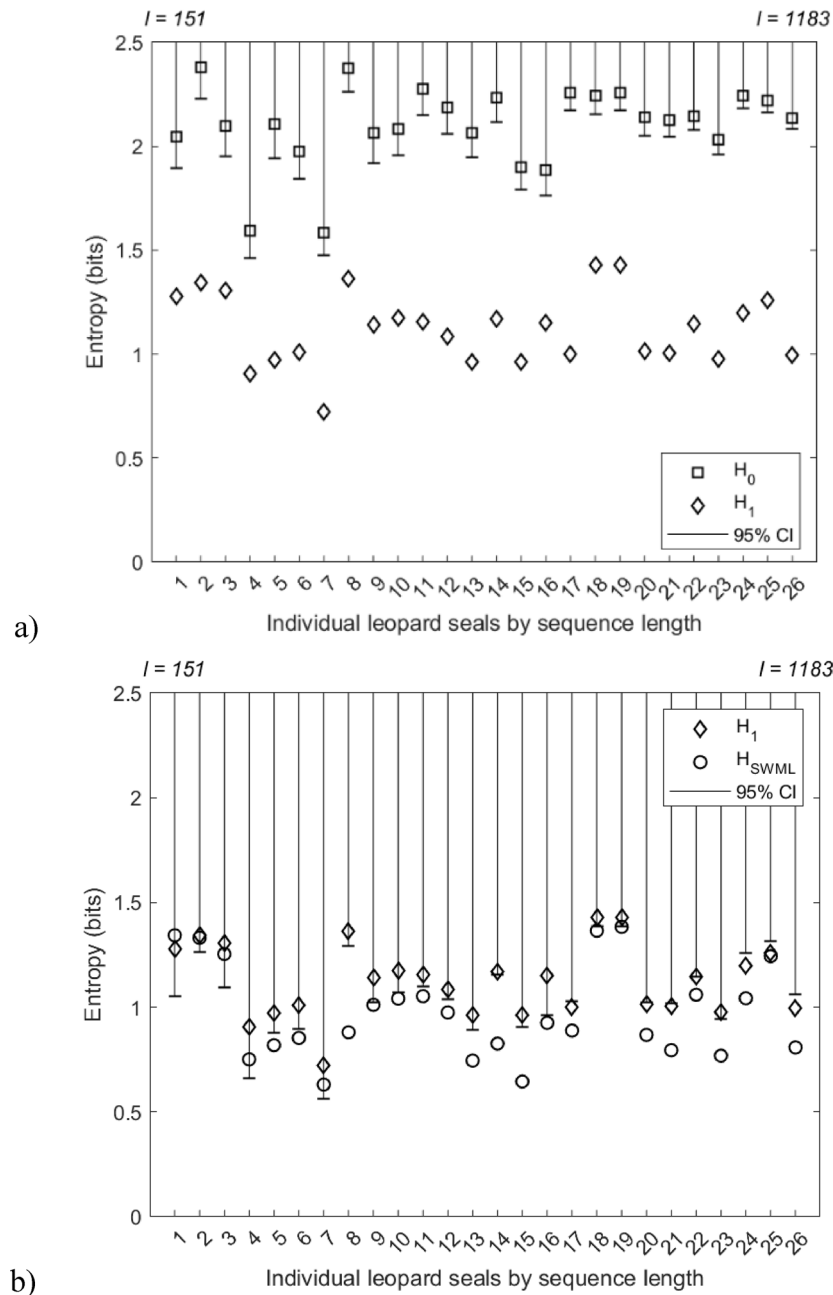 l = 151 l = 1183
2.5
2
1.5
1
0.5
0
Entropy (bits)
H0
H1
95% CI
1 2 3 4 5 6 7 8 9 10 11 12 13 14 15 16 17 18 19 20 21 22 23 24 25 26
Individual leopard seals by sequence length
a)
l = 151 l = 1183
2.5
2
1.5
1
0.5
0
Entropy (bits)
H1
HSWML
95% CI
1 2 3 4 5 6 7 8 9 10 11 12 13 14 15 16 17 18 19 20 21 22 23 24 25 26
Individual leopard seals by sequence length
b)